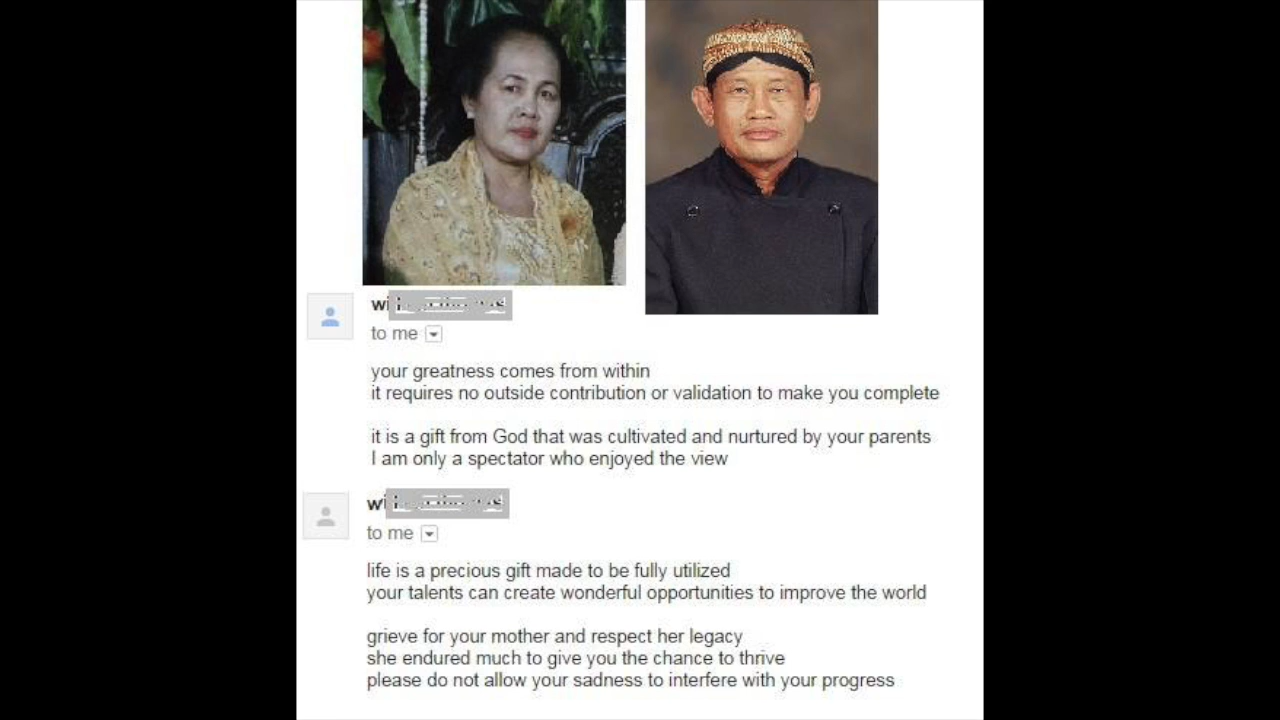 to me
your greatness comes from within
it requires no outside contribution or validation to make you complete
it is a gift from God that was cultivated and nurtured by your parents
I am only a spectator who enjoyed the view
to me
life is a precious gift made to be fully utilized
your talents can create wonderful opportunities to improve the world
grieve for your mother and respect her legacy
she endured much to give you the chance to thrive
please do not allow your sadness to interfere with your progress